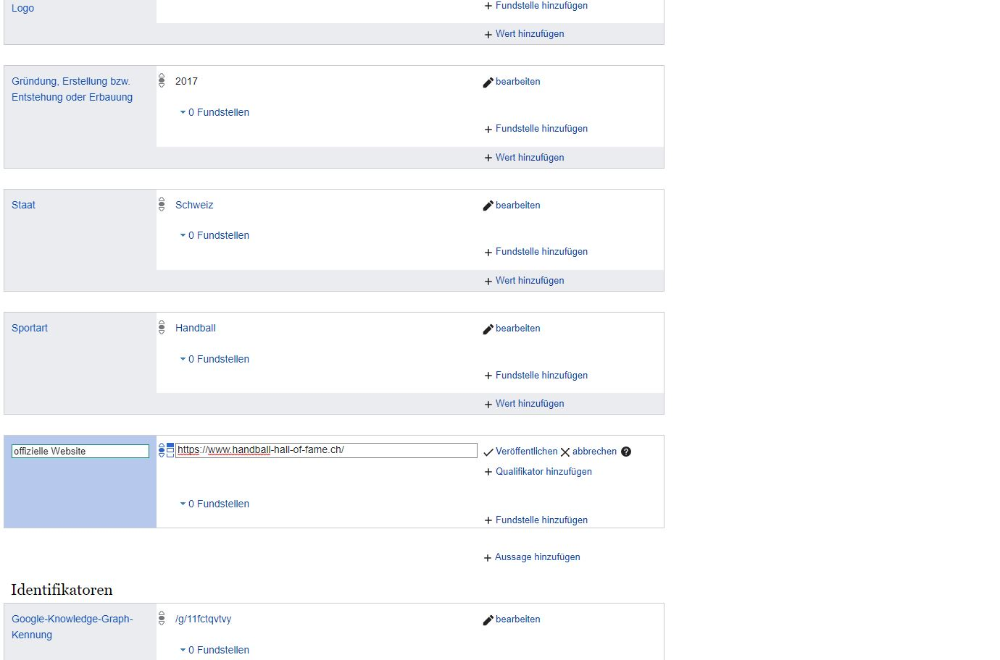 Logo
+ Fundstelle hinzufügen
+ Wert hinzufügen
Gründung, Erstellung bzw.
Entstehung oder Erbauung
2017
bearbeiten
0 Fundstellen
+ Fundstelle hinzufügen
+ Wert hinzufügen
Staat
Schweiz
bearbeiten
0 Fundstellen
+ Fundstelle hinzufügen
+ Wert hinzufügen
Sportart
Handball
bearbeiten
0 Fundstellen
+ Fundstelle hinzufügen
+ Wert hinzufügen
offizielle Website
https://www.handball-hall-of-fame.ch/
Veröffentlichen abbrechen ?
+ Qualifikator hinzufügen
0 Fundstellen
+ Fundstelle hinzufügen
+ Aussage hinzufügen
Identifikatoren
Google-Knowledge-Graph-
Kennung
/g/11fctqvtvy
bearbeiten
0 Fundstellen